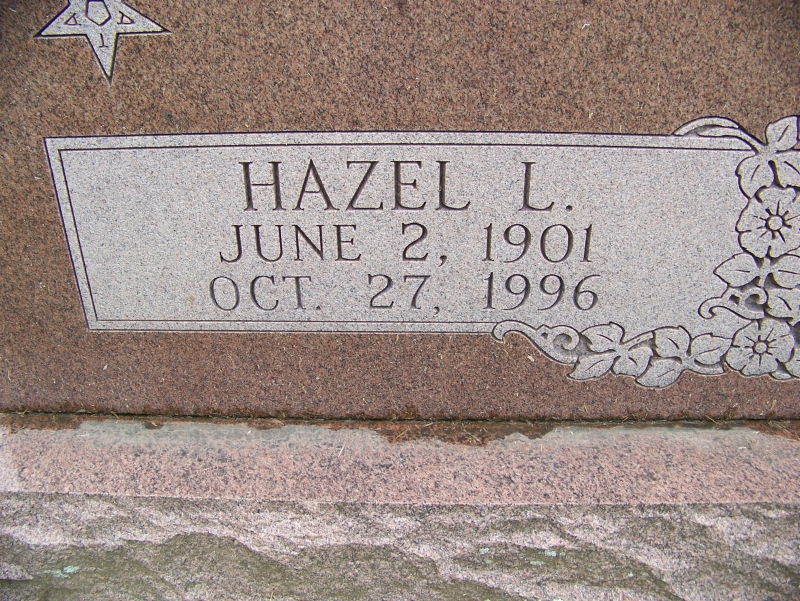 HAZEL L.
JUNE 2, 1901
OCT. 27, 1996